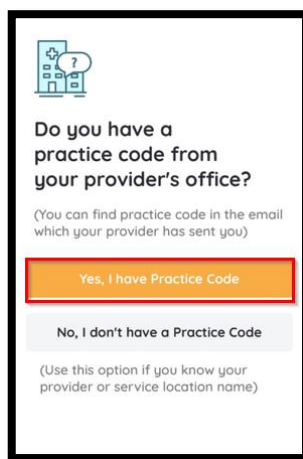 ?
Do you have a
practice code from
your provider's office?
(You can find practice code in the email
which your provider has sent you)
Yes, I have Practice Code
No, I don't have a Practice Code
(Use this option if you know your
provider or service location name)